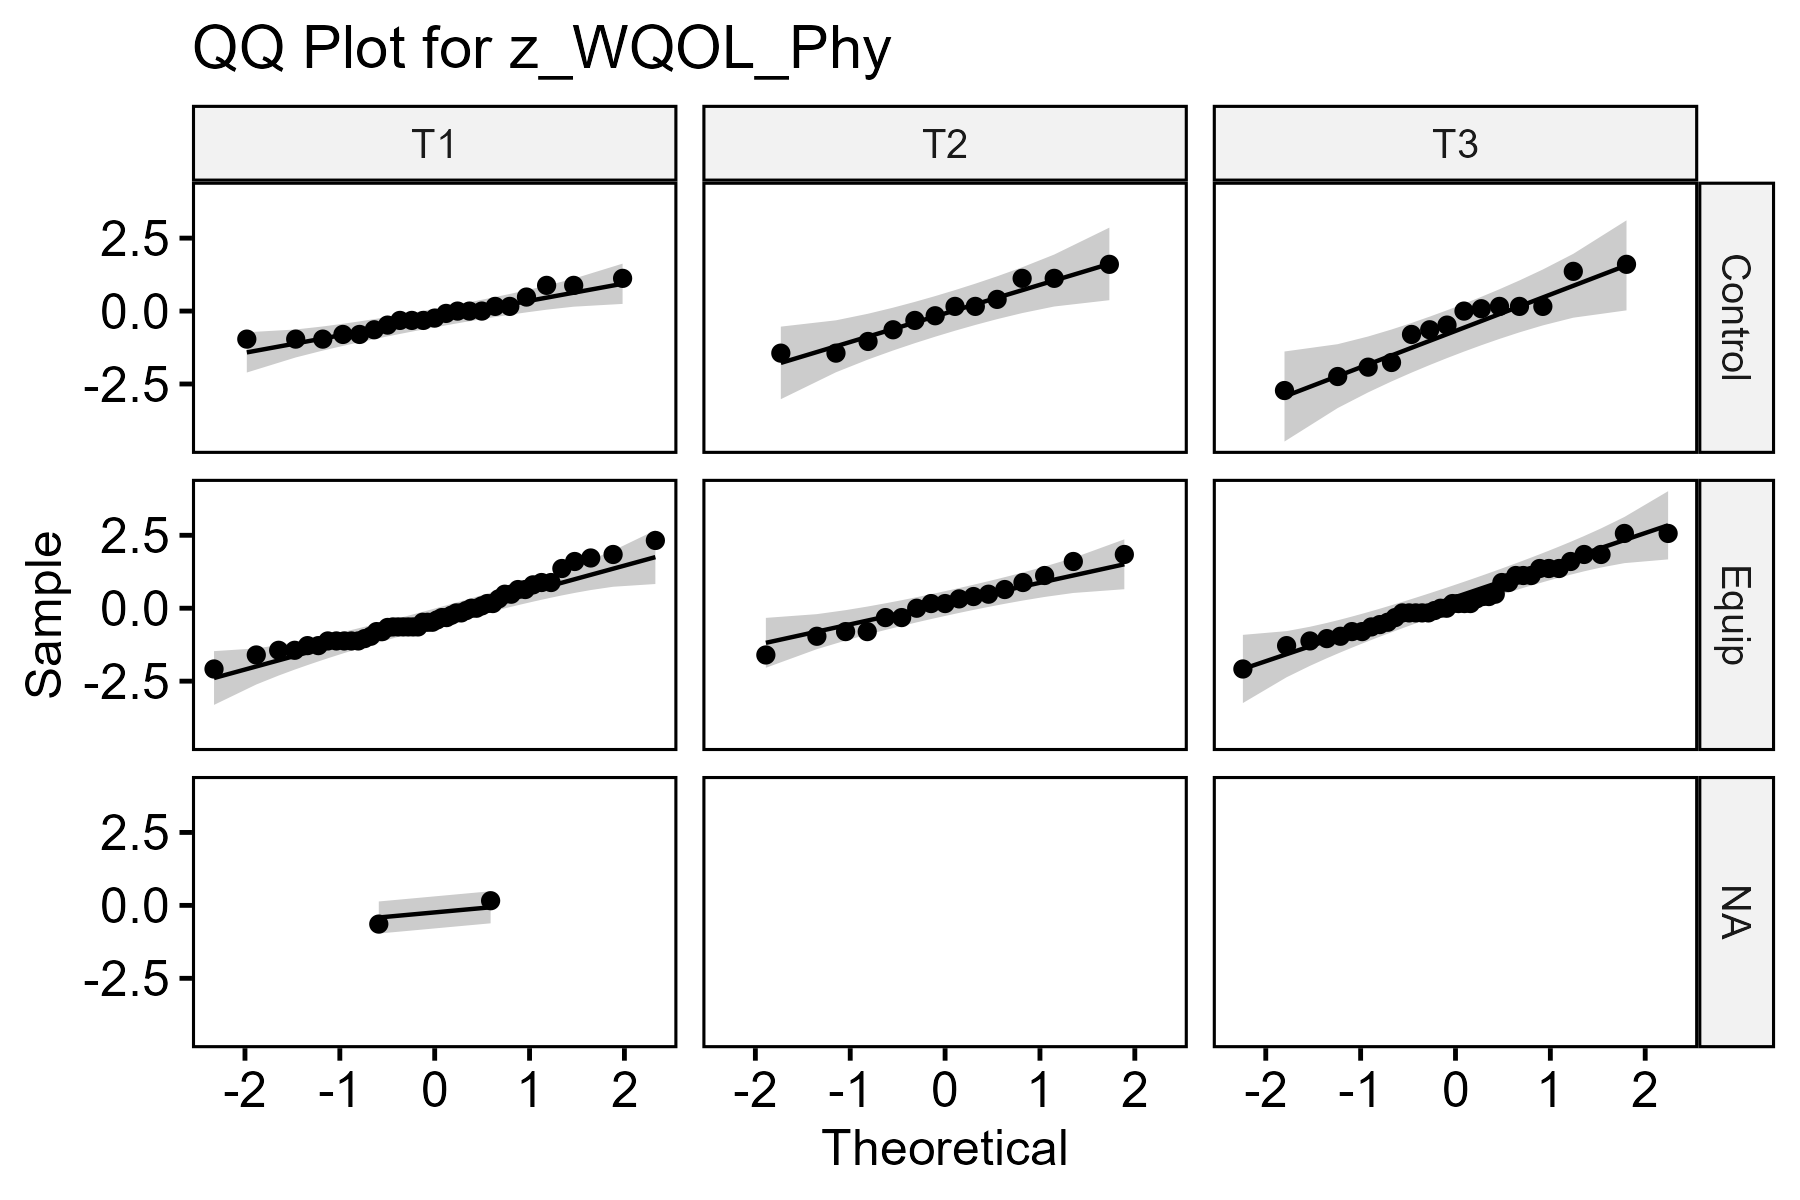 QQ Plot for z_WQOL_Phy
T1 T2 T3
2.5
0.0
-2.5
Control
2.5
0.0
-2.5
Equip
2.5
0.0
-2.5
NA
Sample
-2 -1 0 1 2 -2 -1 0 1 2 -2 -1 0 1 2
Theoretical